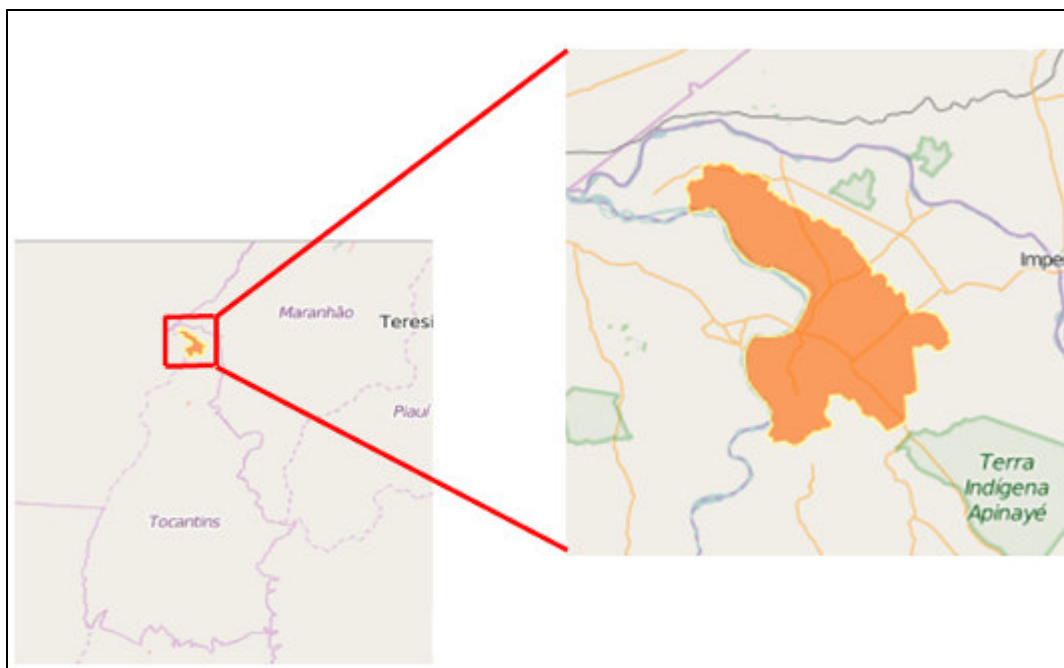 Maranhão
Teresi
Piauí
Tocantins
Impe
Terra
Indígena
Apinayé